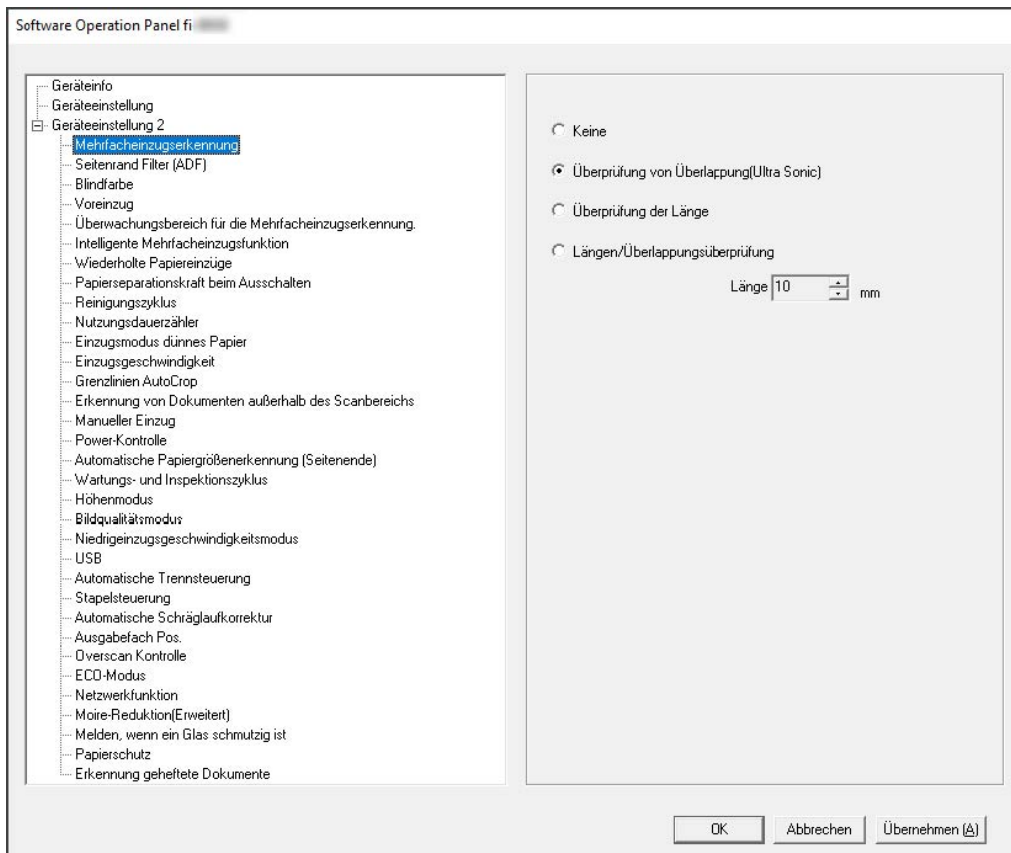 Software Operation Panel fi
Geräteinfo
Geräteeinstellung
Geräteeinstellung 2
Mehrfacheinzugserkennung
Seitenrand Filter (ADF)
Blindfarbe
Voreinzug
Überwachungsbereich für die Mehrfacheinzugserkennung.
Intelligente Mehrfacheinzugsfunktion
Wiederholte Papiereinzüge
Papierseparationskraft beim Ausschalten
Reinigungszyklus
Nutzungsdauerzähler
Einzugsmodus dünnes Papier
Einzugsgeschwindigkeit
Grenzlinien AutoCrop
Erkennung von Dokumenten außerhalb des Scanbereichs
Manueller Einzug
Power-Kontrolle
Automatische Papiergrößenerkennung (Seitenende)
Wartungs- und Inspektionszyklus
Höhenmodus
Bildqualitätsmodus
Niedrigeinzugsgeschwindigkeitsmodus
USB
Automatische Trennsteuerung
Stapelsteuerung
Automatische Schräglaufkorrektur
Ausgabefach Pos.
Overscan Kontrolle
ECO-Modus
Netzwerkfunktion
Moire-Reduktion(Erweitert)
Melden, wenn ein Glas schmutzig ist
Papierschutz
Erkennung geheftete Dokumente
Keine
Überprüfung von Überlappung(Ultra Sonic)
Überprüfung der Länge
Längen/Überlappungsüberprüfung
Länge 10 mm
OK Abbrechen Übernehmen (A)